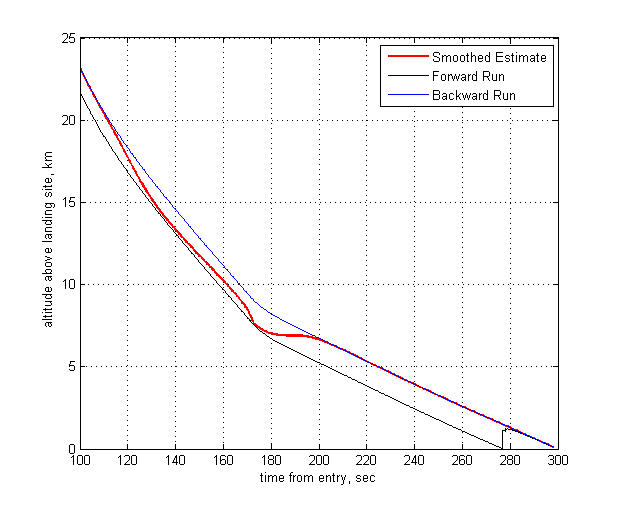 25
20
15
10
5
0
altitude above landing site, km
Smoothed Estimate
Forward Run
Backward Run
100 120 140 160 180 200 220 240 260 280 300
time from entry, sec